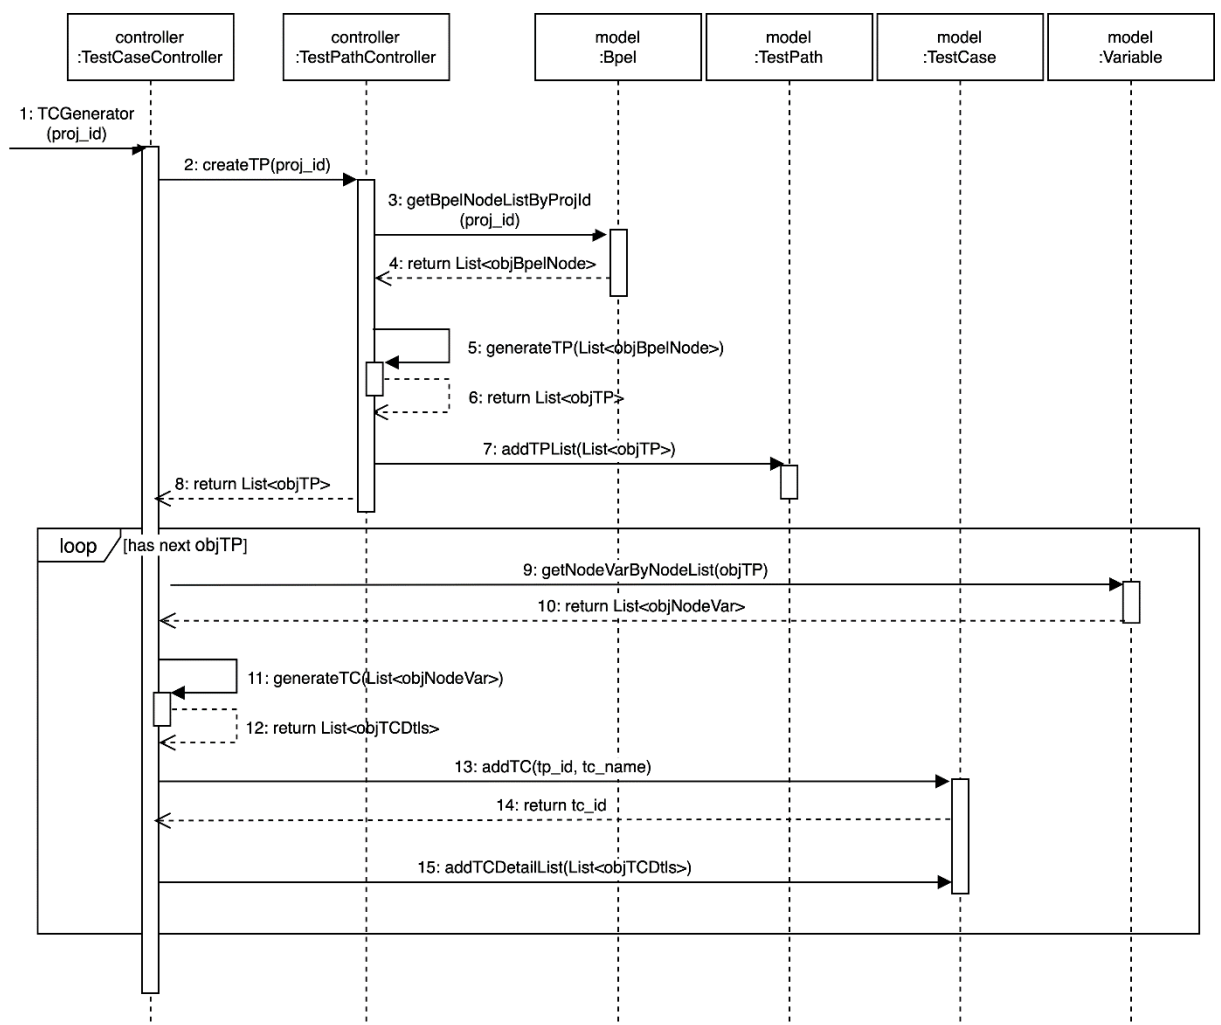 controller
:TestCaseController
controller
:TestPathController
model
:Bpel
model
:TestPath
model
:TestCase
model
:Variable
1: TCGenerator
(proj_id)
2: createTP(proj_id)
3: getBpelNodeListByProjId
(proj_id)
4: return List<objBpelNode>
5: generateTP(List<objBpelNode>)
6: return List<objTP>
7: addTPList(List<objTP>)
8: return List<objTP>
loop
[has next objTP]
9: getNodeVarByNodeList(objTP)
10: return List<objNodeVar>
11: generateTC(List<objNodeVar>)
12: return List<objTCDtls>
13: addTC(tp_id, tc_name)
14: return tc_id
15: addTCDetailList(List<objTCDtls>)